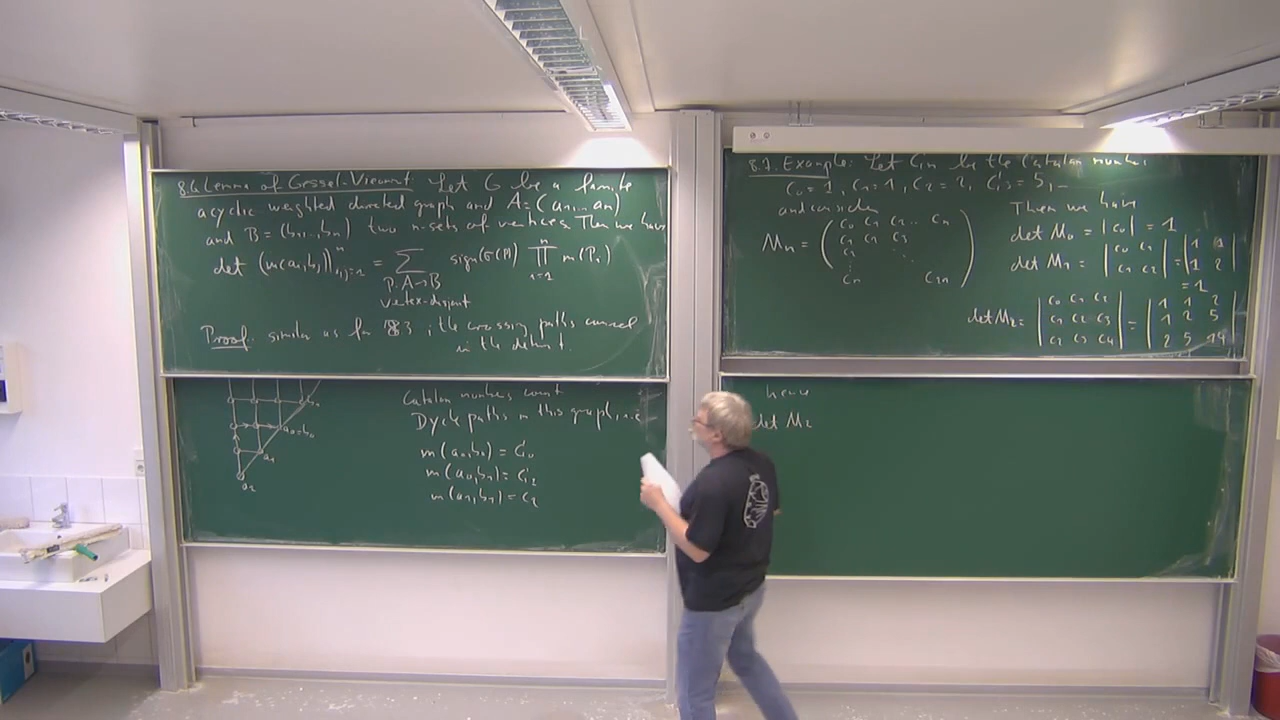 8.6 Lemma of Gessel-Viennot: Let G be a finite
acyclic weighted directed graph and A=(a₁,...,aₙ)
and B=(b₁,...,bₙ) two n-sets of vertices. Then we have
det (m(aᵢ,bⱼ))ⁿᵢ,ⱼ₌₁ = ∑ sign(σ(P)) ∏ m(Pᵢ)
P: A→B
vertex-disjoint
Proof: similar as for 8.3; the crossing paths cancel
in the determ.
a₀=b₀
a₁
a₂
Catalan numbers count
Dyck paths in this graph, i.e.
m(a₀,b₀) = C₀
m(a₀,b₁) = C₁
m(a₁,b₁) = C₂
8.7 Example: Let Cₙ be the Catalan number
C₀=1, C₁=1, C₂=2, C₃=5, ...
and consider
Mₙ = ( C₀ C₁ C₂ ... Cₙ
C₁ C₂ C₃
C₂
⋮
Cₙ C₂ₙ )
Then we have
det M₀ = |C₀| = 1
det M₁ = | C₀ C₁ | = | 1 1 |
| C₁ C₂ | | 1 2 |
= 1
det M₂ = | C₀ C₁ C₂ | = | 1 1 2 |
| C₁ C₂ C₃ | | 1 2 5 |
| C₂ C₃ C₄ | | 2 5 14 |
hence
det M₂